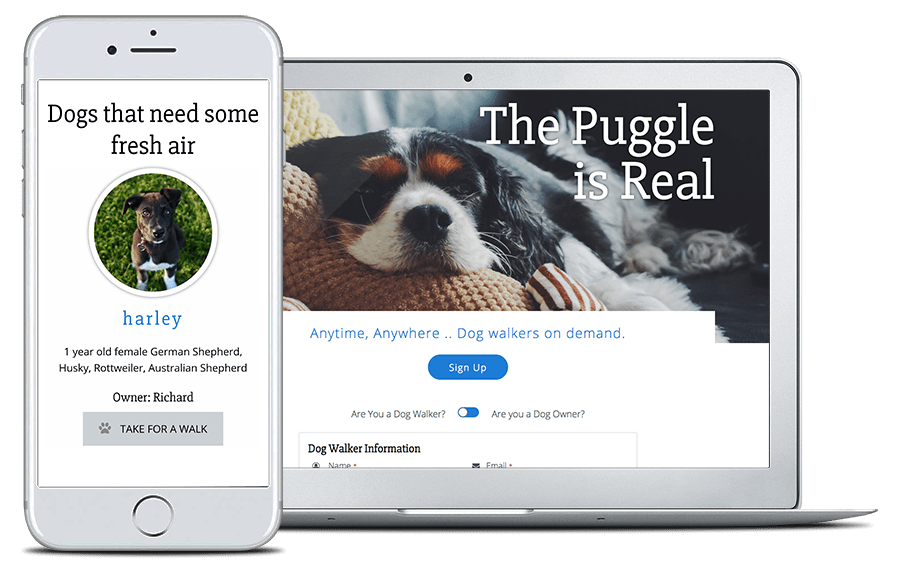 Dogs that need some
fresh air
harley
1 year old female German Shepherd,
Husky, Rottweiler, Australian Shepherd
Owner: Richard
TAKE FOR A WALK
The Puggle
is Real
Anytime, Anywhere .. Dog walkers on demand.
Sign Up
Are You a Dog Walker? Are you a Dog Owner?
Dog Walker Information
Name * Email *